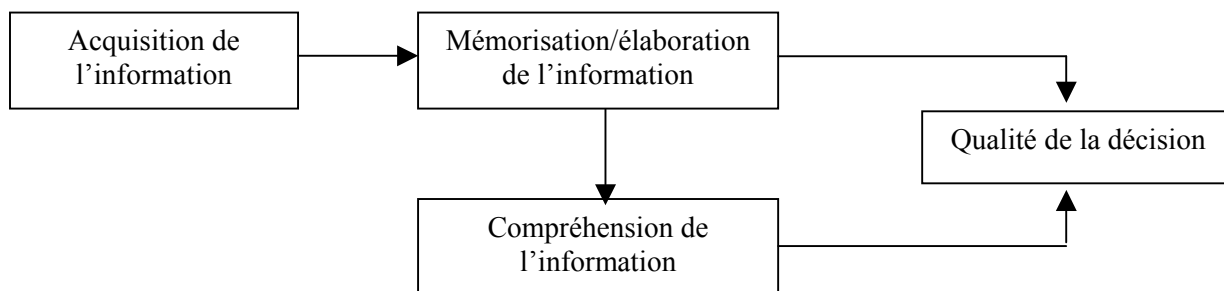 Acquisition de
l’information
Mémorisation/élaboration
de l’information
Qualité de la décision
Compréhension de
l’information